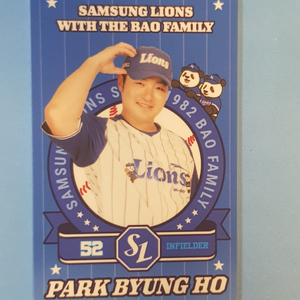 SAMSUNG LIONS
WITH THE BAO FAMILY
Lions
SAMSUNG LIONS S 1982 BAO FAMILY
Lions
52
SL
INFIELDER
PARK BYUNG HO